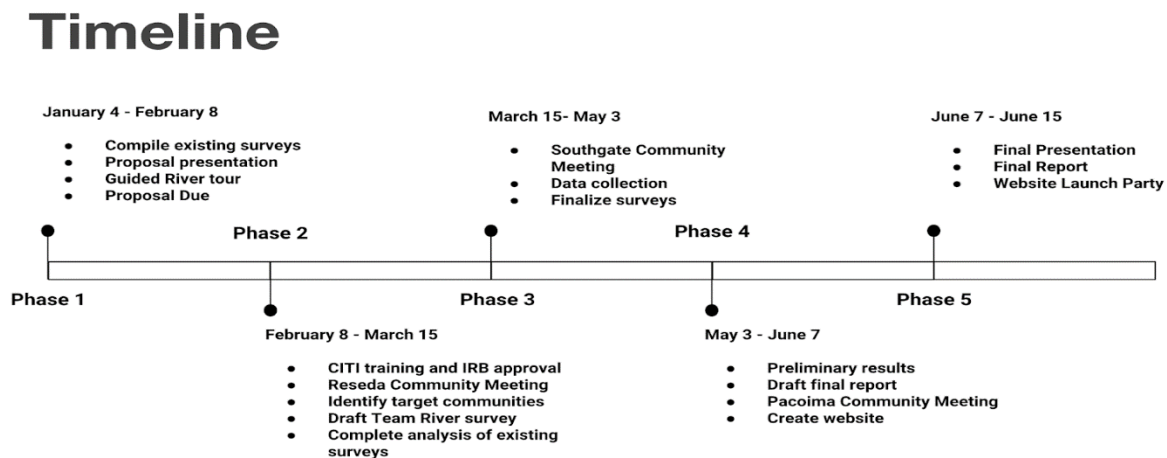 Timeline
January 4 - February 8
Compile existing surveys
Proposal presentation
Guided River tour
Proposal Due
March 15- May 3
Southgate Community
Meeting
Data collection
Finalize surveys
June 7 - June 15
Final Presentation
Final Report
Website Launch Party
Phase 2
Phase 4
Phase 1
Phase 3
Phase 5
February 8 - March 15
CITI training and IRB approval
Reseda Community Meeting
Identify target communities
Draft Team River survey
Complete analysis of existing
surveys
May 3 - June 7
Preliminary results
Draft final report
Pacoima Community Meeting
Create website